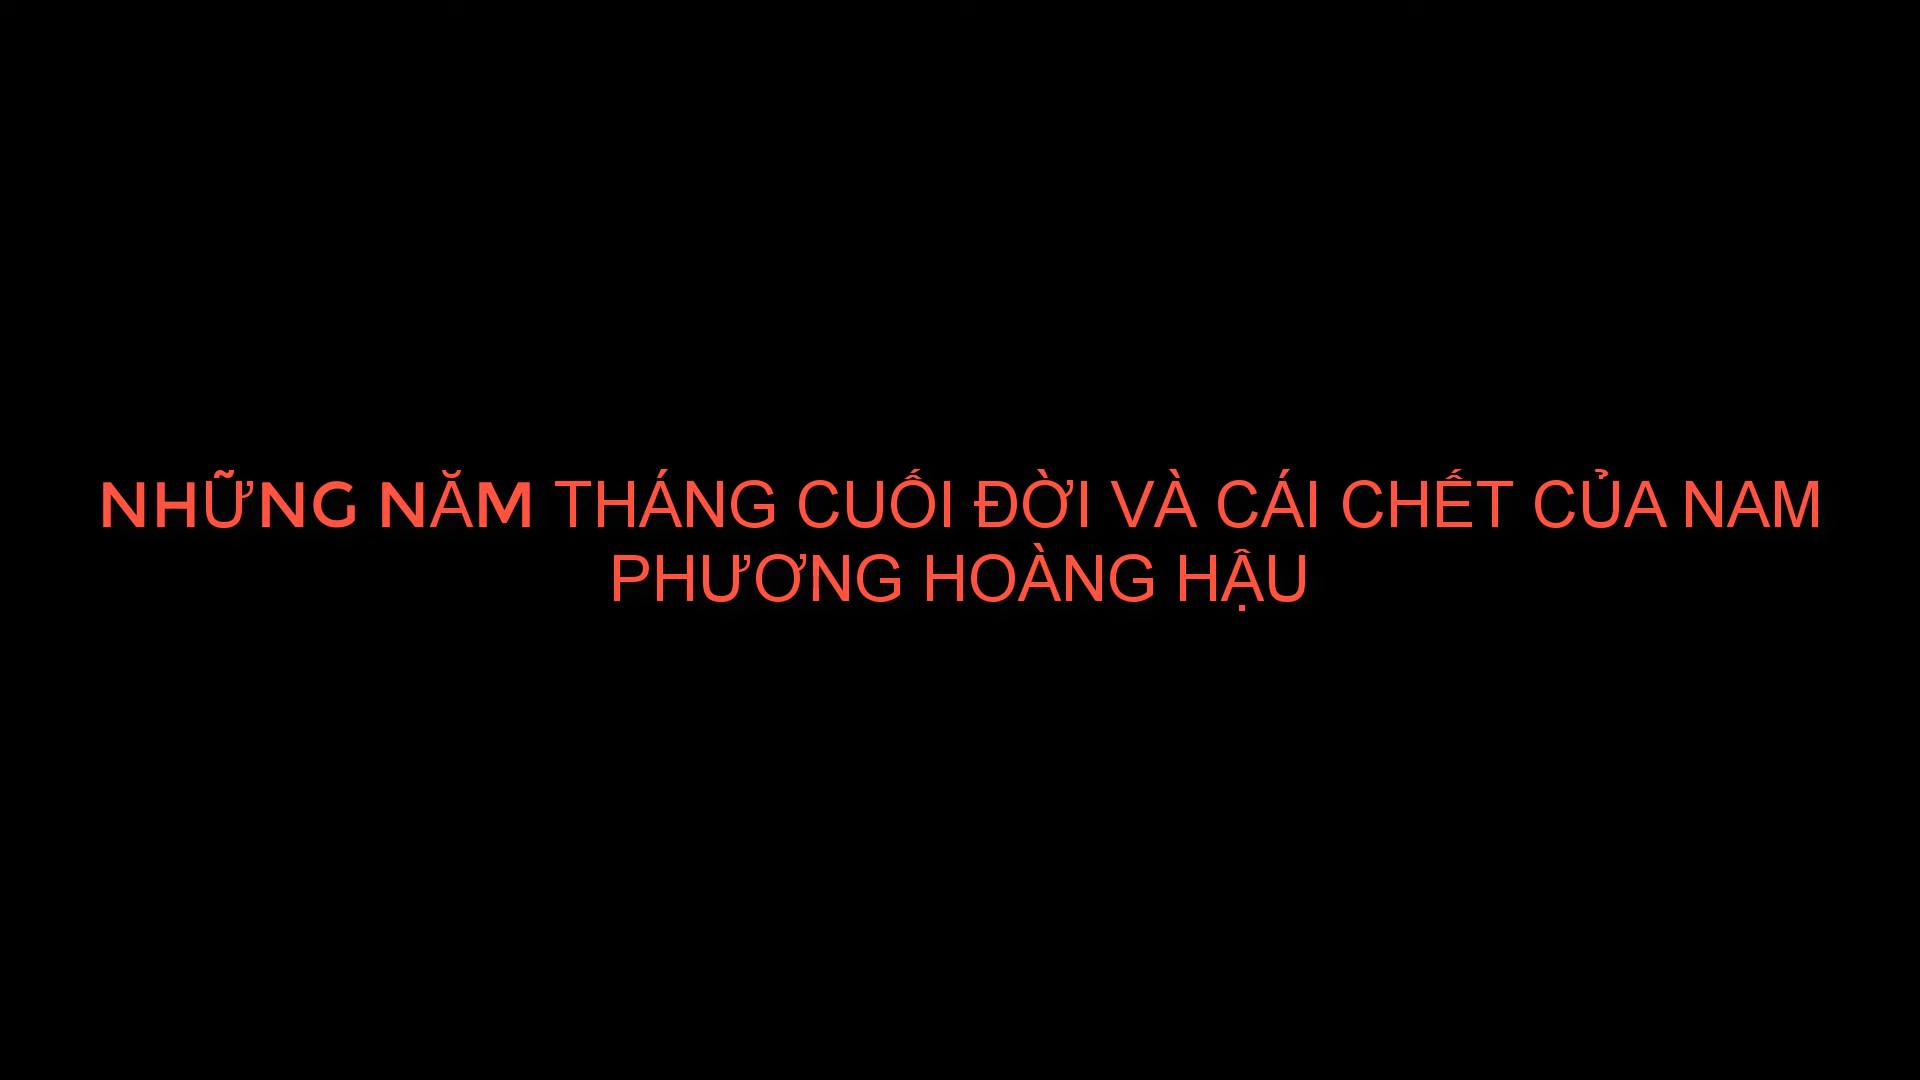 NHỮNG NĂM THÁNG CUỐI ĐỜI VÀ CÁI CHẾT CỦA NAM
PHƯƠNG HOÀNG HẬU